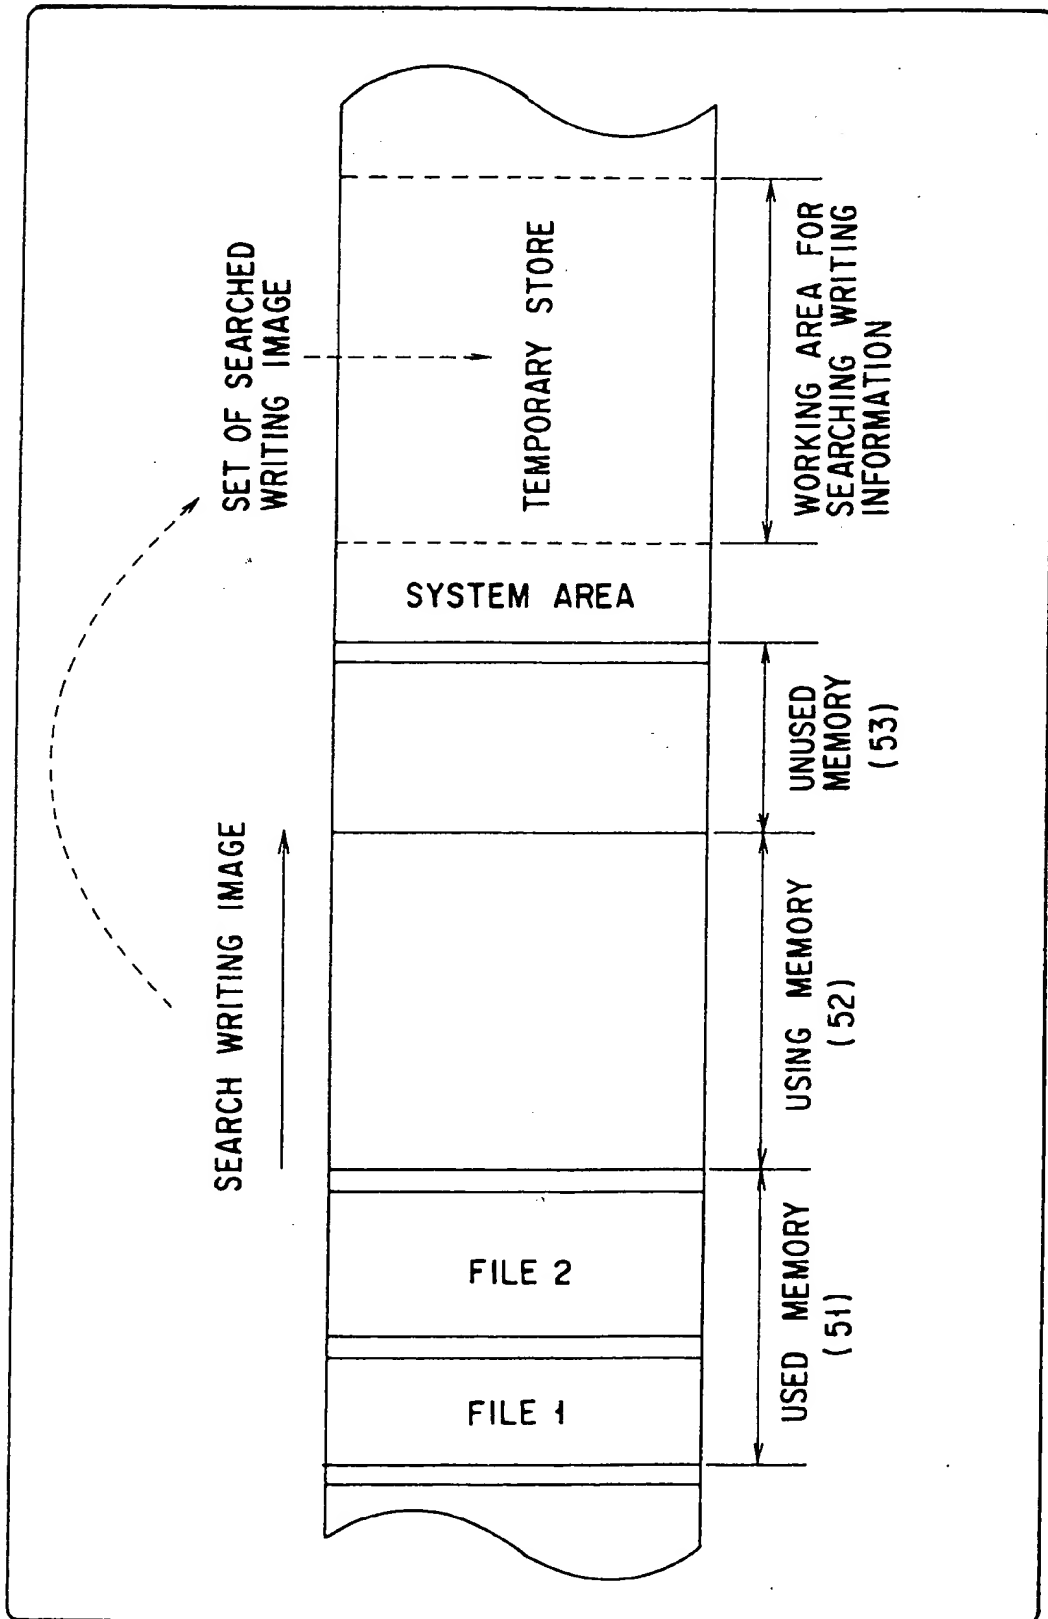 SEARCH WRITING IMAGE
SET OF SEARCHED
WRITING IMAGE
FILE 1
FILE 2
SYSTEM AREA
TEMPORARY STORE
USED MEMORY
(51)
USING MEMORY
(52)
UNUSED
MEMORY
(53)
WORKING AREA FOR
SEARCHING WRITING
INFORMATION